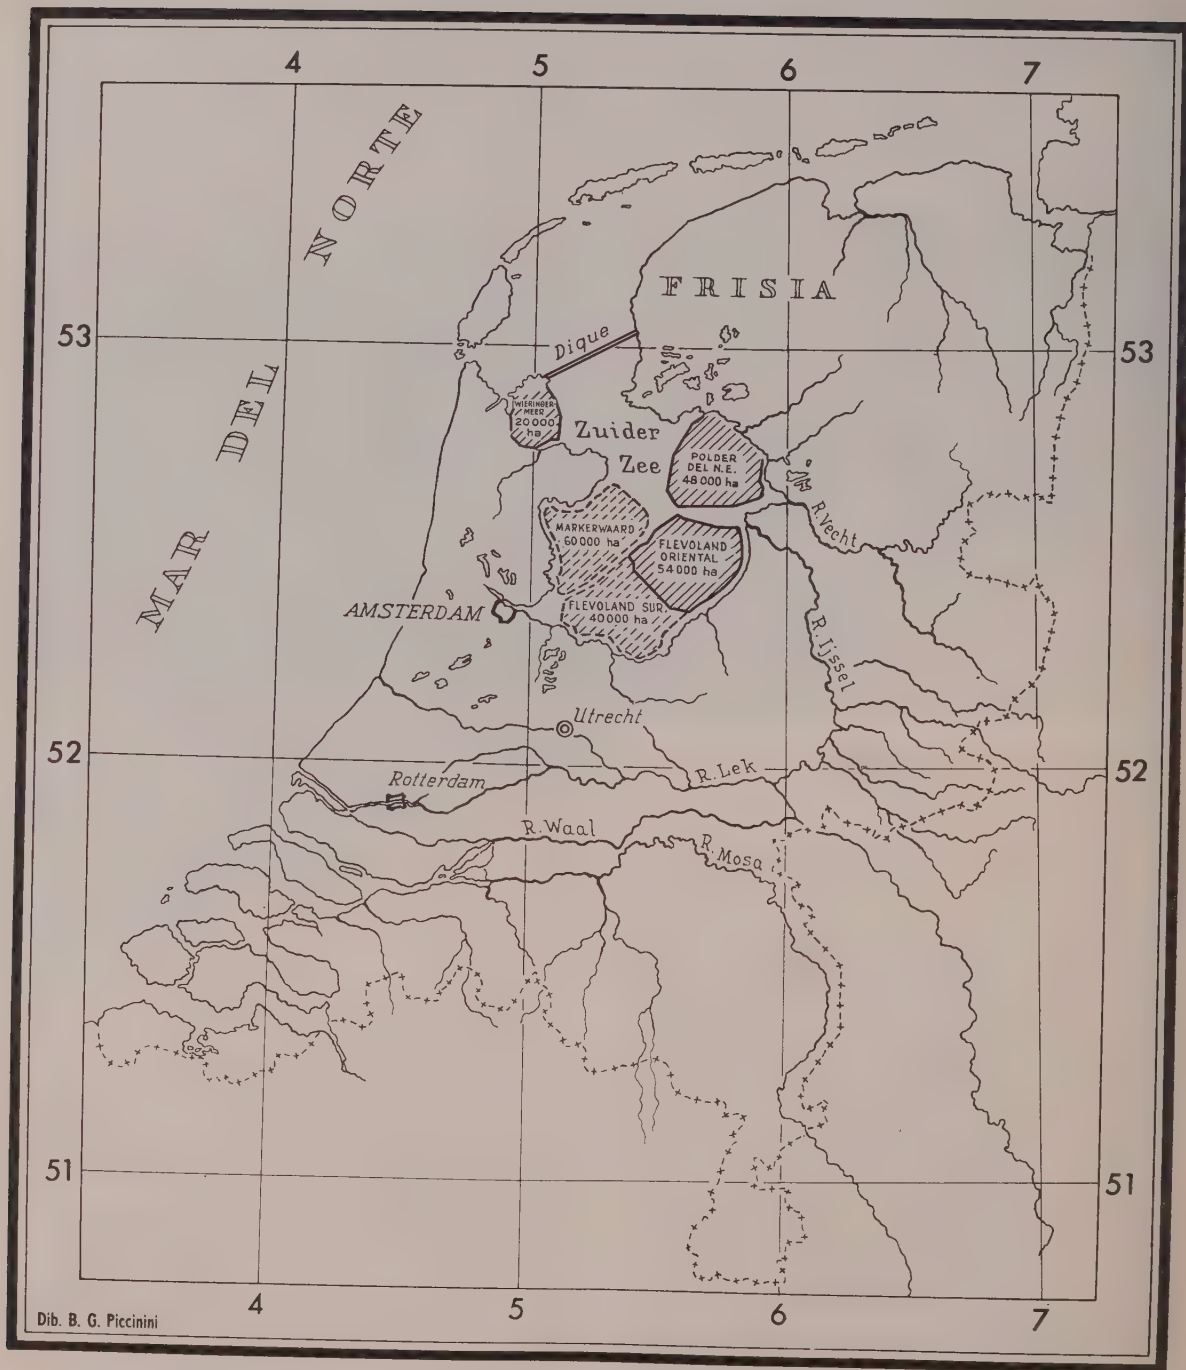 4 5 6 7
MAR DEL NORTE
FRISIA
53
Dique
53
WIERINGER-
MEER
20000
ha
Zuider
Zee
POLDER
DEL N.E.
48000 ha
R.Vecht
MARKERWAARD
60000 ha
FLEVOLAND
ORIENTAL
54000 ha
AMSTERDAM
FLEVOLAND SUR.
40000 ha
R.Ijssel
Utrecht
52
Rotterdam
R.Lek
52
R.Waal
R.Mosa
51
51
4 5 6 7
Dib. B. G. Piccinini